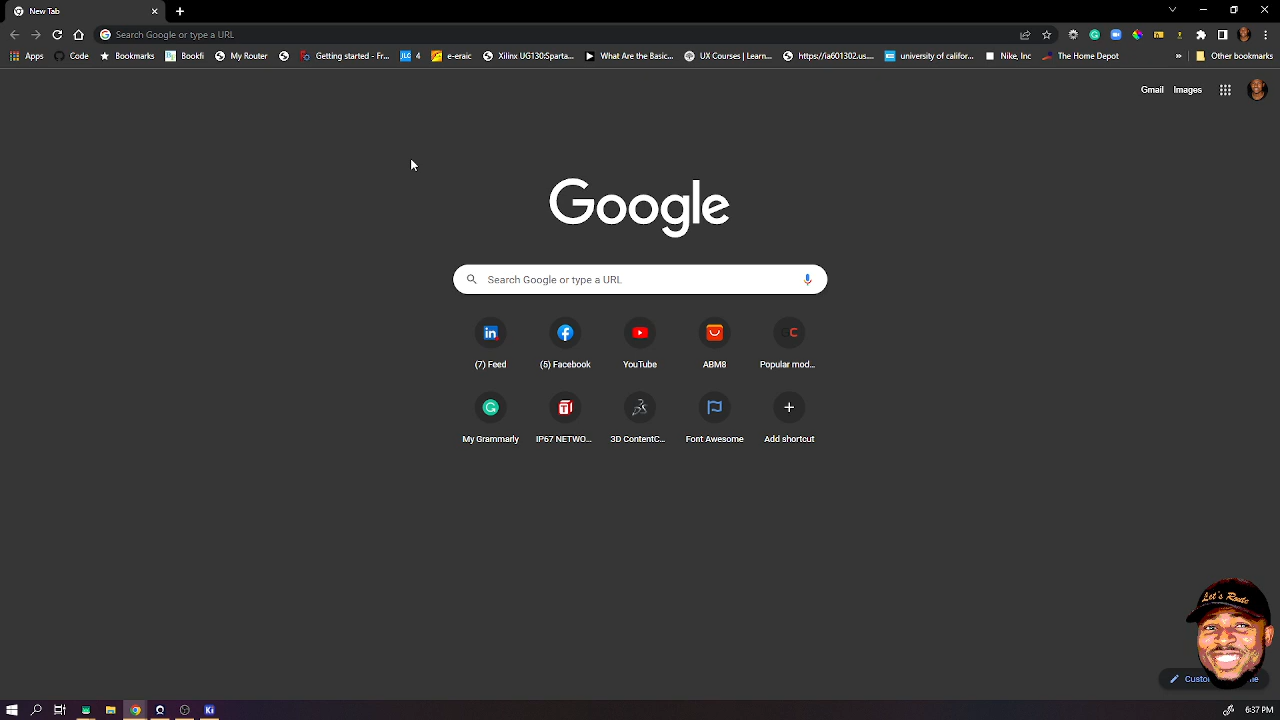 New Tab
Search Google or type a URL
Apps Code Bookmarks Bookfi My Router Getting started - Fr... 4 e-eraic Xilinx UG130Sparta... What Are the Basic... UX Courses | Learn... https://ia601302.us.... university of califor... Nike, Inc The Home Depot » Other bookmarks
Gmail Images
Google
Search Google or type a URL
(7) Feed (5) Facebook YouTube ABM8 Popular mod...
My Grammarly IP67 NETWO... 3D ContentC... Font Awesome Add shortcut
Let's Route
6:37 PM